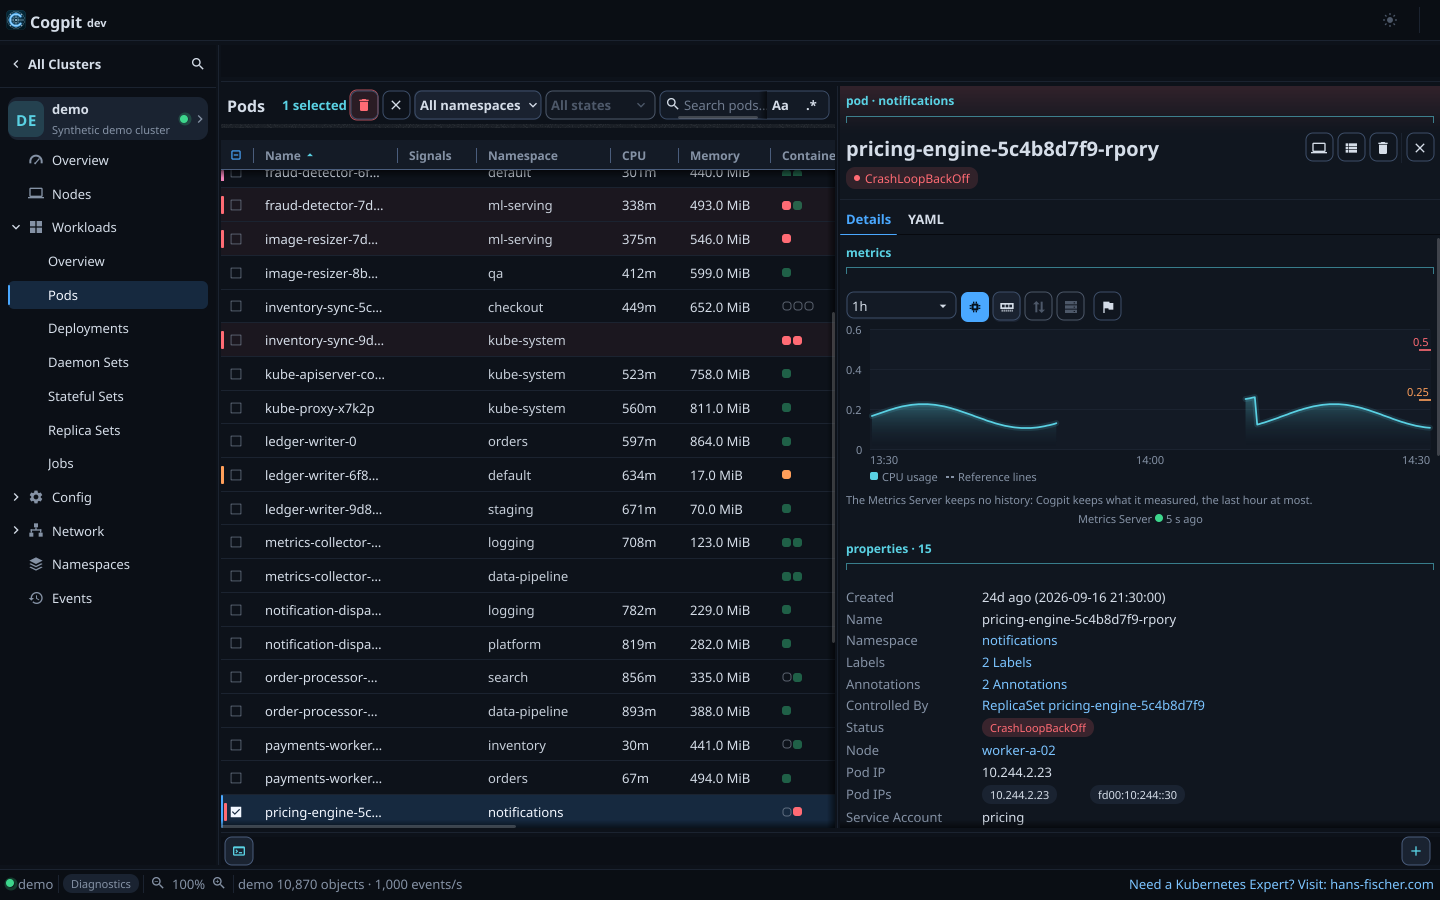 Cogpit dev
All Clusters
DE
demo
Synthetic demo cluster
Overview
Nodes
Workloads
Overview
Pods
Deployments
Daemon Sets
Stateful Sets
Replica Sets
Jobs
Config
Network
Namespaces
Events
Pods
1 selected
All namespaces
All states
Search pods...
Aa
.*
Name
Signals
Namespace
CPU
Memory
Containe
fraud-detector-6f... default 301m 440.0 MiB
fraud-detector-7d... ml-serving 338m 493.0 MiB
image-resizer-7d... ml-serving 375m 546.0 MiB
image-resizer-8b... qa 412m 599.0 MiB
inventory-sync-5c... checkout 449m 652.0 MiB
inventory-sync-9d... kube-system
kube-apiserver-co... kube-system 523m 758.0 MiB
kube-proxy-x7k2p kube-system 560m 811.0 MiB
ledger-writer-0 orders 597m 864.0 MiB
ledger-writer-6f8... default 634m 17.0 MiB
ledger-writer-9d8... staging 671m 70.0 MiB
metrics-collector-... logging 708m 123.0 MiB
metrics-collector-... data-pipeline
notification-dispa... logging 782m 229.0 MiB
notification-dispa... platform 819m 282.0 MiB
order-processor-... search 856m 335.0 MiB
order-processor-... data-pipeline 893m 388.0 MiB
payments-worker... inventory 30m 441.0 MiB
payments-worker... orders 67m 494.0 MiB
pricing-engine-5c... notifications
pod · notifications
pricing-engine-5c4b8d7f9-rpory
CrashLoopBackOff
Details
YAML
metrics
1h
0.6
0.4
0.2
0
0.5
0.25
13:30
14:00
14:30
CPU usage
Reference lines
The Metrics Server keeps no history: Cogpit keeps what it measured, the last hour at most.
Metrics Server 5 s ago
properties · 15
Created 24d ago (2026-09-16 21:30:00)
Name pricing-engine-5c4b8d7f9-rpory
Namespace notifications
Labels 2 Labels
Annotations 2 Annotations
Controlled By ReplicaSet pricing-engine-5c4b8d7f9
Status CrashLoopBackOff
Node worker-a-02
Pod IP 10.244.2.23
Pod IPs 10.244.2.23 fd00:10:244::30
Service Account pricing
demo
Diagnostics
100%
demo 10,870 objects · 1,000 events/s
Need a Kubernetes Expert? Visit: hans-fischer.com